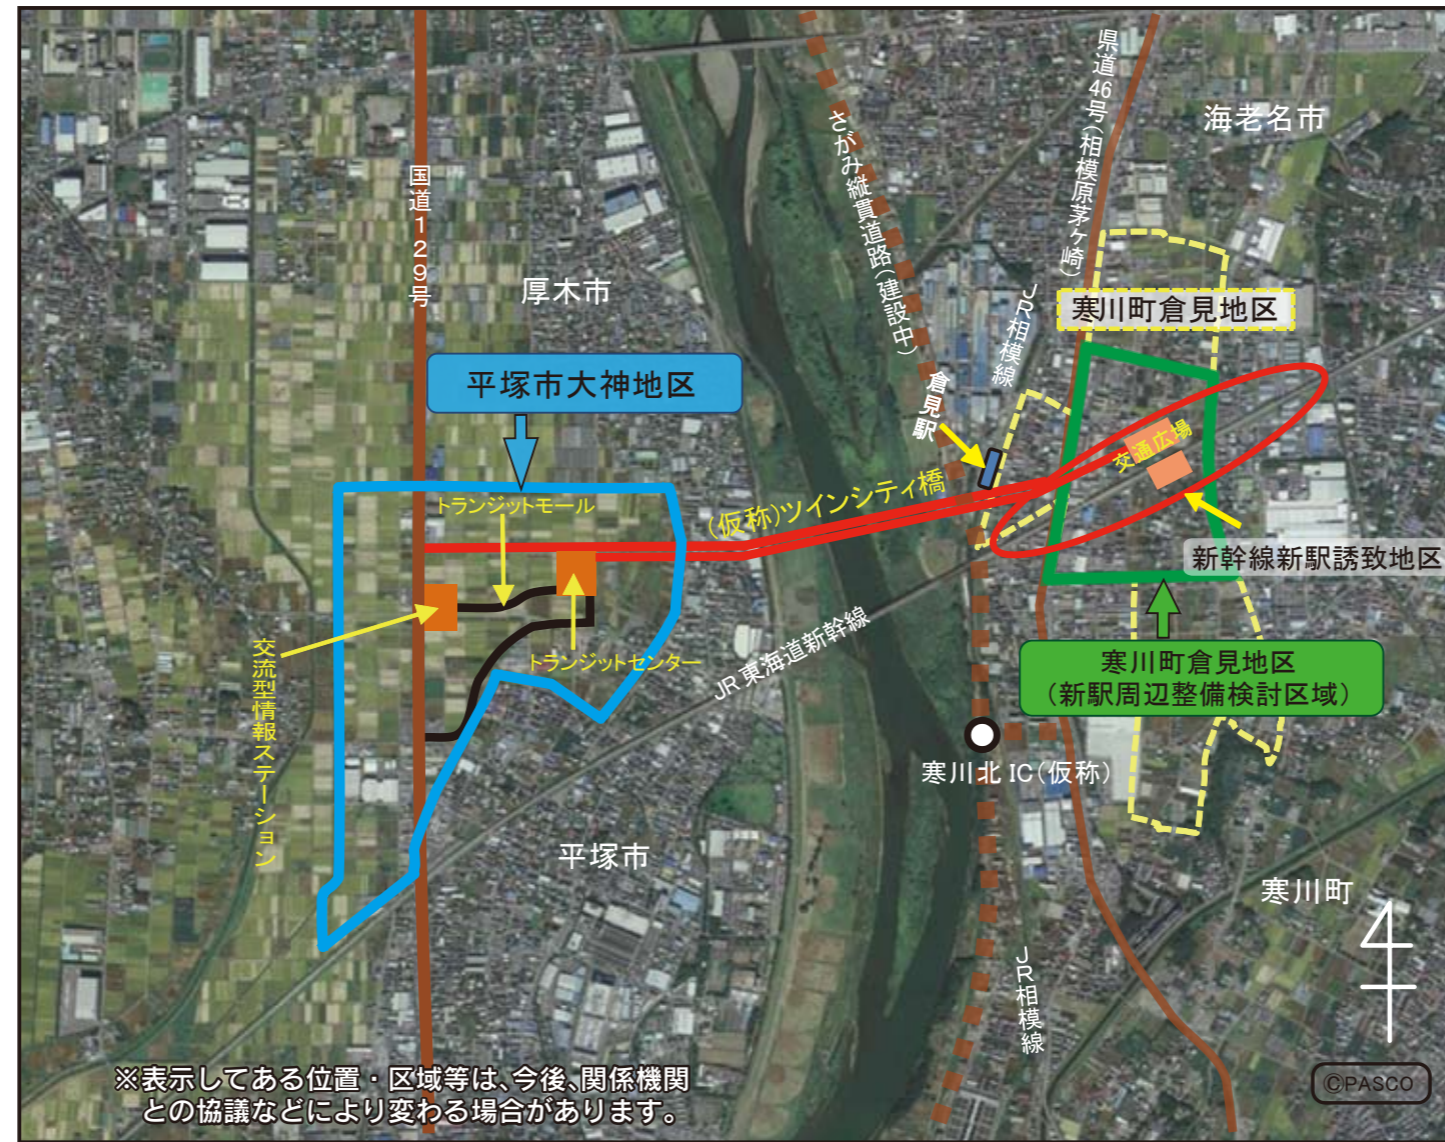 県道46号(相模原茅ヶ崎)
海老名市
さがみ縦貫道路(建設中)
国道129号
厚木市
JR相模線
寒川町倉見地区
平塚市大神地区
倉見駅
交通広場
トランジットモール
(仮称)ツインシティ橋
新幹線新駅誘致地区
交流型情報ステーション
トランジットセンター
JR東海道新幹線
寒川町倉見地区
(新駅周辺整備検討区域)
寒川北IC(仮称)
平塚市
寒川町
JR相模線
※表示してある位置・区域等は、今後、関係機関
との協議などにより変わる場合があります。
©PASCO